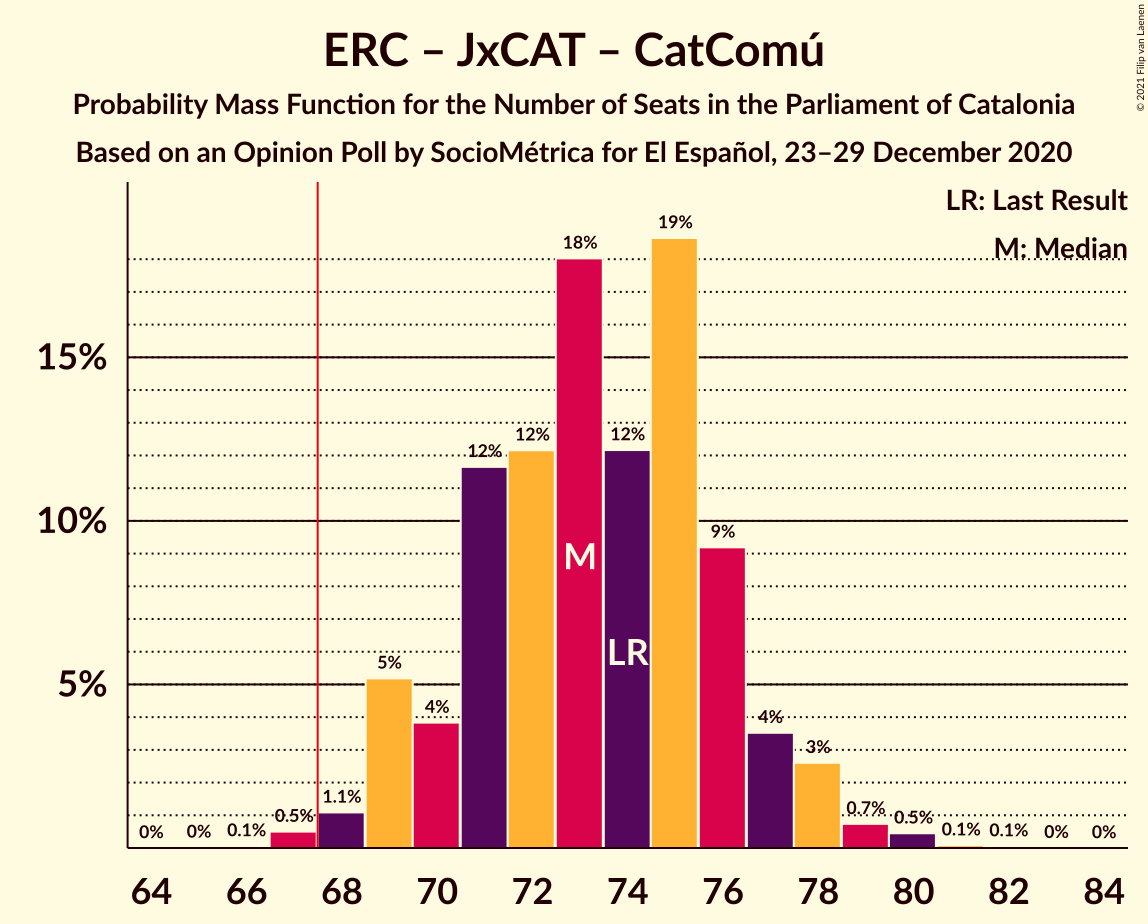 ERC – JxCAT – CatComú
Probability Mass Function for the Number of Seats in the Parliament of Catalonia
Based on an Opinion Poll by SocioMétrica for El Español, 23–29 December 2020
© 2021 Filip van Laenen
LR: Last Result
M: Median
15%
10%
5%
0% 0% 0.1% 0.5% 1.1% 5% 4% 12% 12% 18% 12% 19% 9% 4% 3% 0.7% 0.5% 0.1% 0.1% 0% 0%
M
LR
64 66 68 70 72 74 76 78 80 82 84